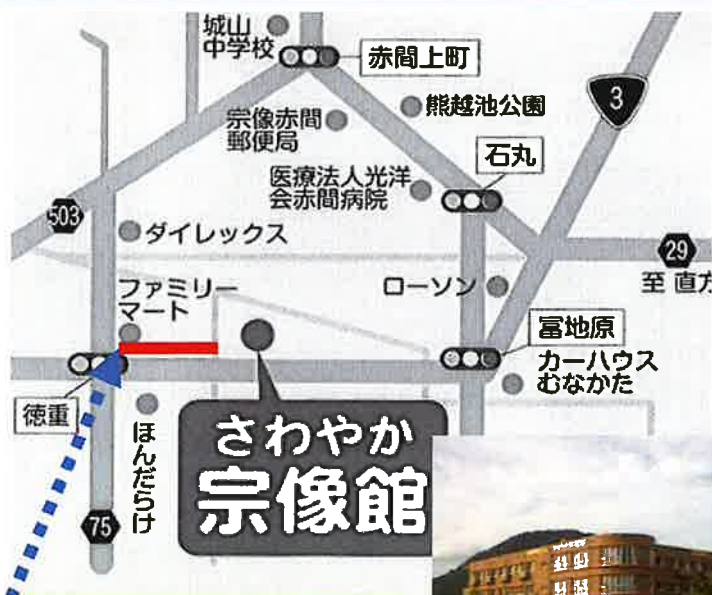 城山
中学校
赤間上町
3
熊越池公園
宗像赤間
郵便局
石丸
医療法人光洋
会赤間病院
503
ダイレックス
29
至 直方
ファミリー
マート
ローソン
冨地原
カーハウス
むなかた
徳重
ほんだらけ
さわやか
宗像館
75